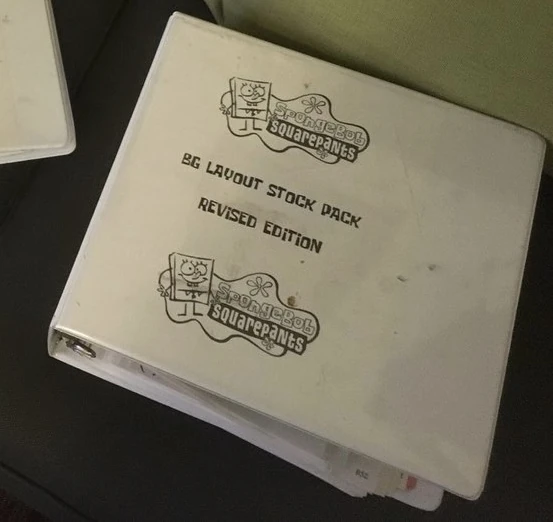 SpongeBob
SQUAREPANTS
BG LAYOUT STOCK PACK
REVISED EDITION
SpongeBob
SQUAREPANTS